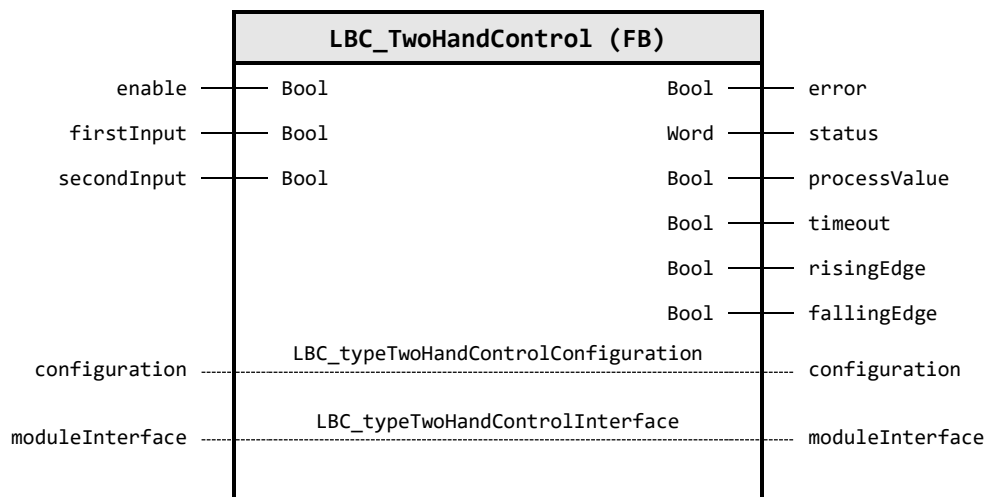 LBC_TwoHandControl (FB)
enable Bool Bool error
firstInput Bool Word status
secondInput Bool Bool processValue
Bool timeout
Bool risingEdge
Bool fallingEdge
LBC_typeTwoHandControlConfiguration
configuration configuration
LBC_typeTwoHandControlInterface
moduleInterface moduleInterface